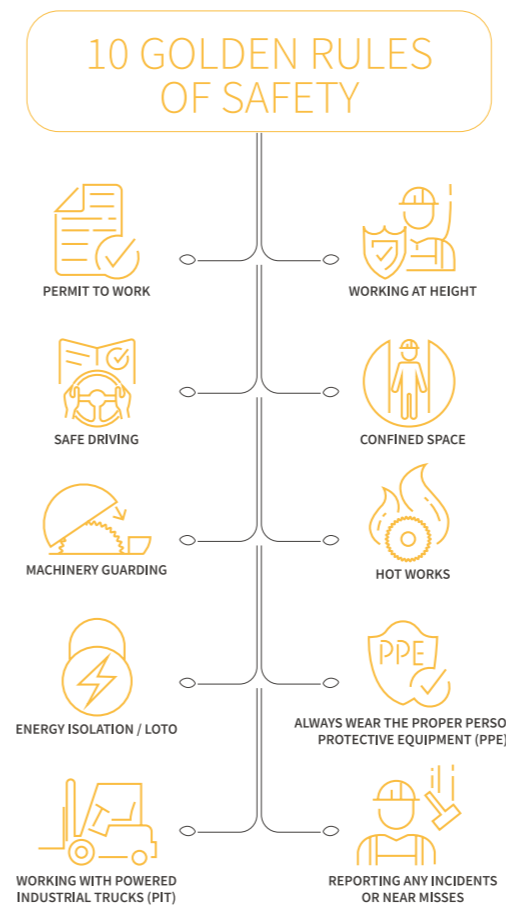 10 GOLDEN RULES
OF SAFETY
PERMIT TO WORK
WORKING AT HEIGHT
SAFE DRIVING
CONFINED SPACE
MACHINERY GUARDING
HOT WORKS
PPE
ENERGY ISOLATION / LOTO
ALWAYS WEAR THE PROPER PERSO
PROTECTIVE EQUIPMENT (PPE)
WORKING WITH POWERED
INDUSTRIAL TRUCKS (PIT)
REPORTING ANY INCIDENTS
OR NEAR MISSES